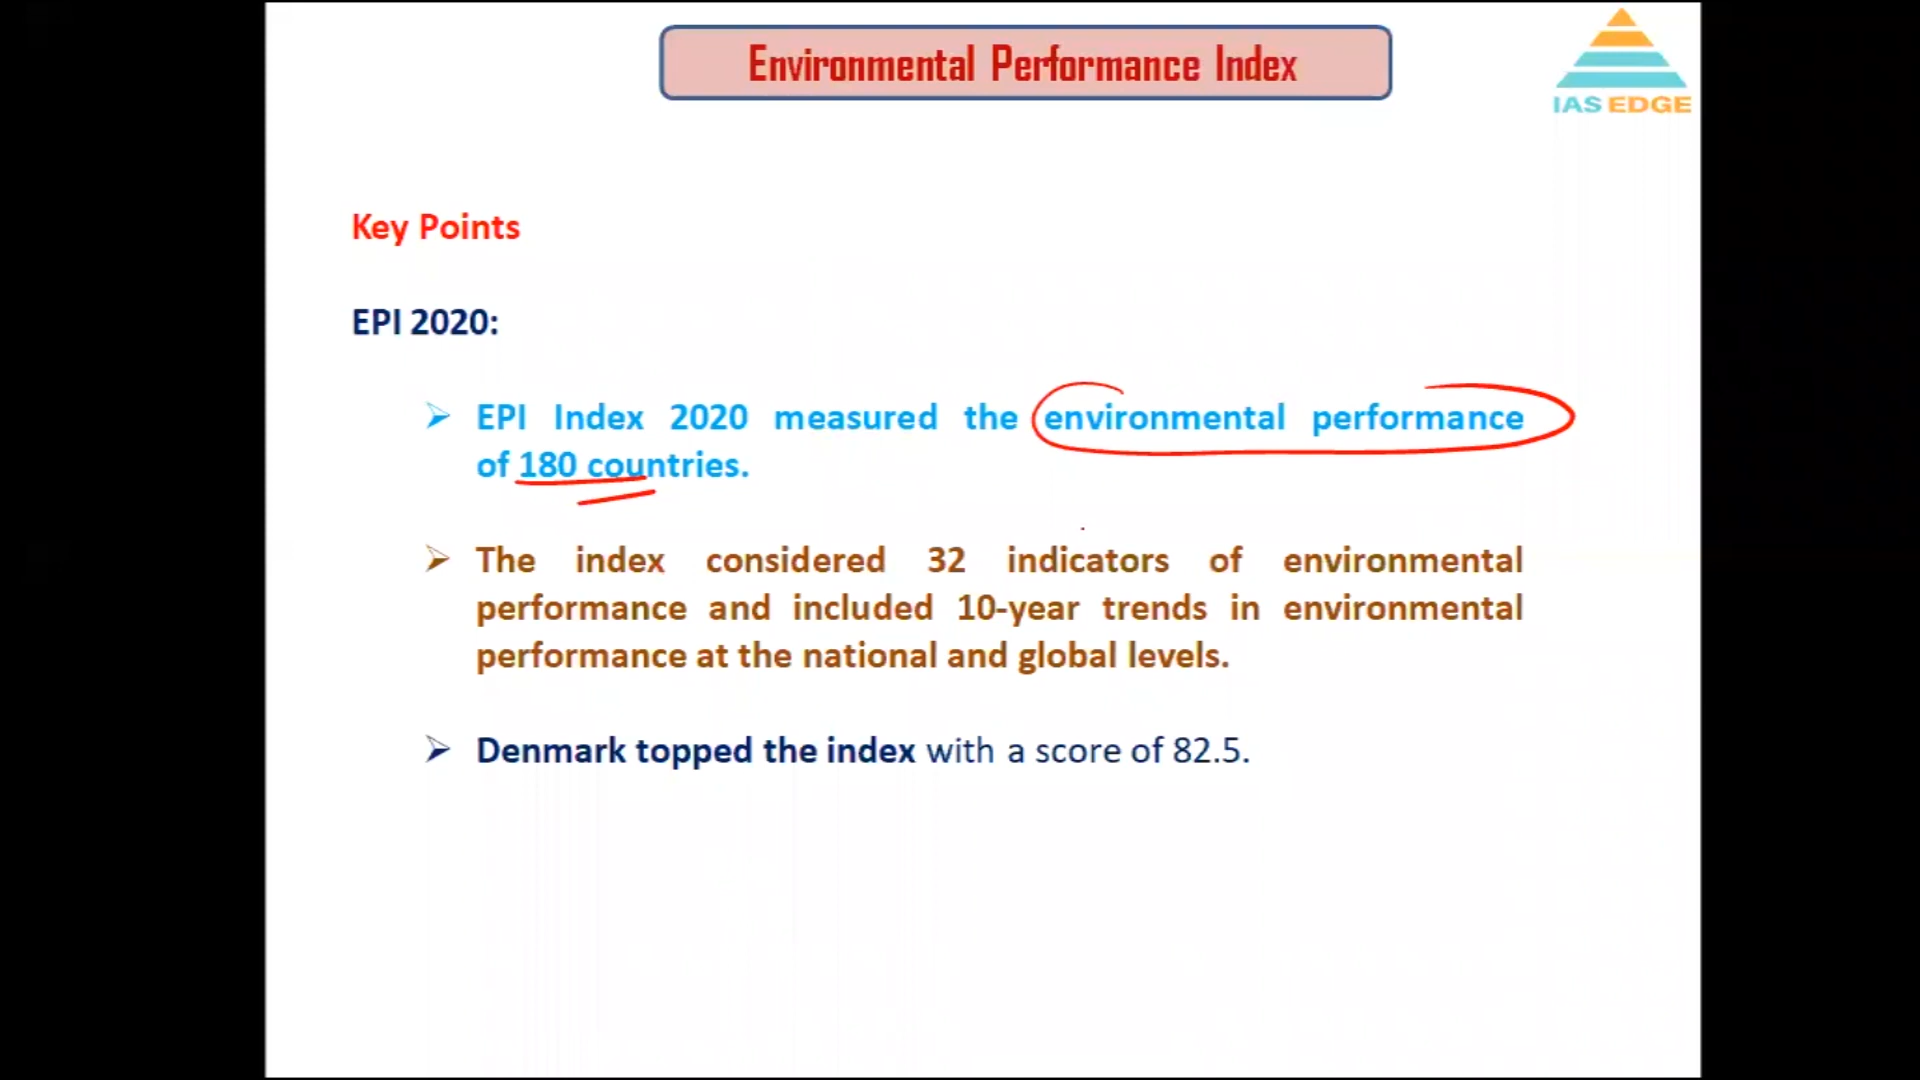 Environmental Performance Index
IAS EDGE
Key Points
EPI 2020:
EPI Index 2020 measured the environmental performance
of 180 countries.
The index considered 32 indicators of environmental
performance and included 10-year trends in environmental
performance at the national and global levels.
Denmark topped the index with a score of 82.5.